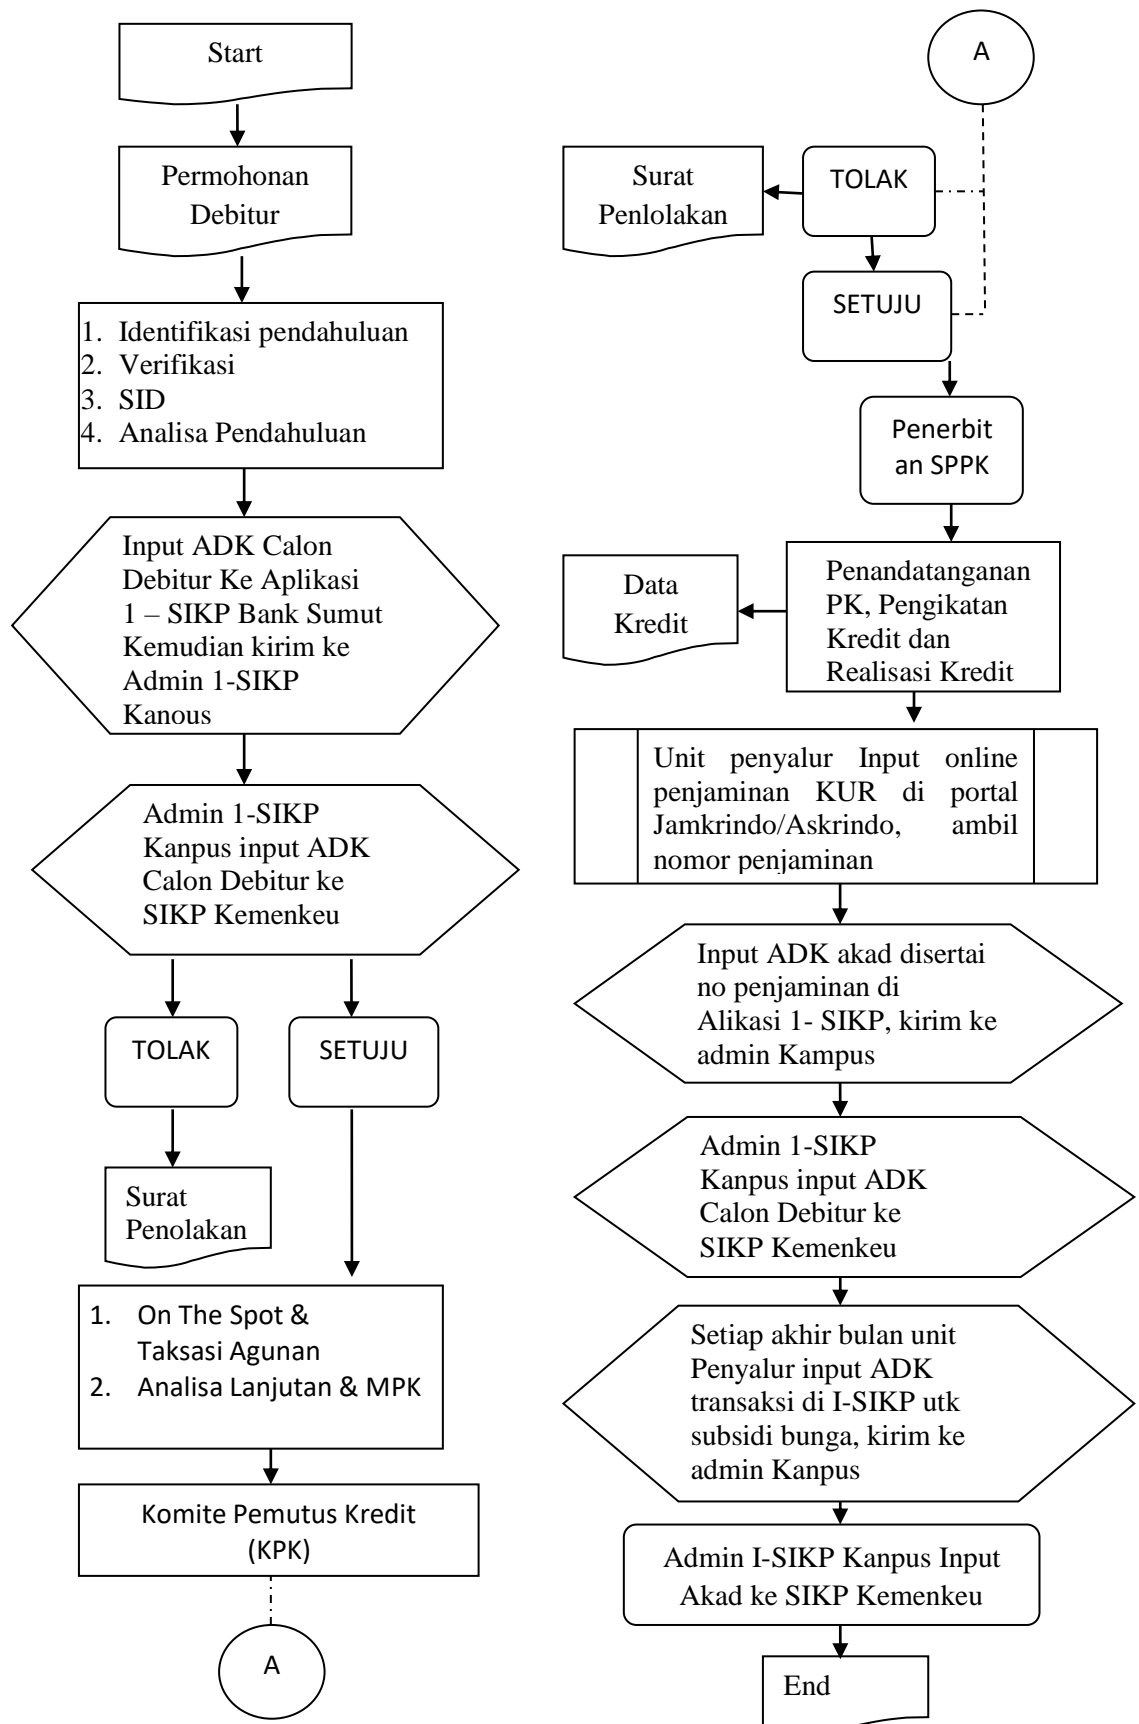 Start
Permohonan
Debitur
1. Identifikasi pendahuluan
2. Verifikasi
3. SID
4. Analisa Pendahuluan
Input ADK Calon
Debitur Ke Aplikasi
1 – SIKP Bank Sumut
Kemudian kirim ke
Admin 1-SIKP
Kanous
Admin 1-SIKP
Kanpus input ADK
Calon Debitur ke
SIKP Kemenkeu
TOLAK
SETUJU
Surat
Penolakan
1. On The Spot &
Taksasi Agunan
2. Analisa Lanjutan & MPK
Komite Pemutus Kredit
(KPK)
A
A
TOLAK
Surat
Penlolakan
SETUJU
Penerbit
an SPPK
Penandatanganan
PK, Pengikatan
Kredit dan
Realisasi Kredit
Data
Kredit
Unit penyalur Input online
penjaminan KUR di portal
Jamkrindo/Askrindo, ambil
nomor penjaminan
Input ADK akad disertai
no penjaminan di
Alikasi 1- SIKP, kirim ke
admin Kampus
Admin 1-SIKP
Kanpus input ADK
Calon Debitur ke
SIKP Kemenkeu
Setiap akhir bulan unit
Penyalur input ADK
transaksi di I-SIKP utk
subsidi bunga, kirim ke
admin Kanpus
Admin I-SIKP Kanpus Input
Akad ke SIKP Kemenkeu
End